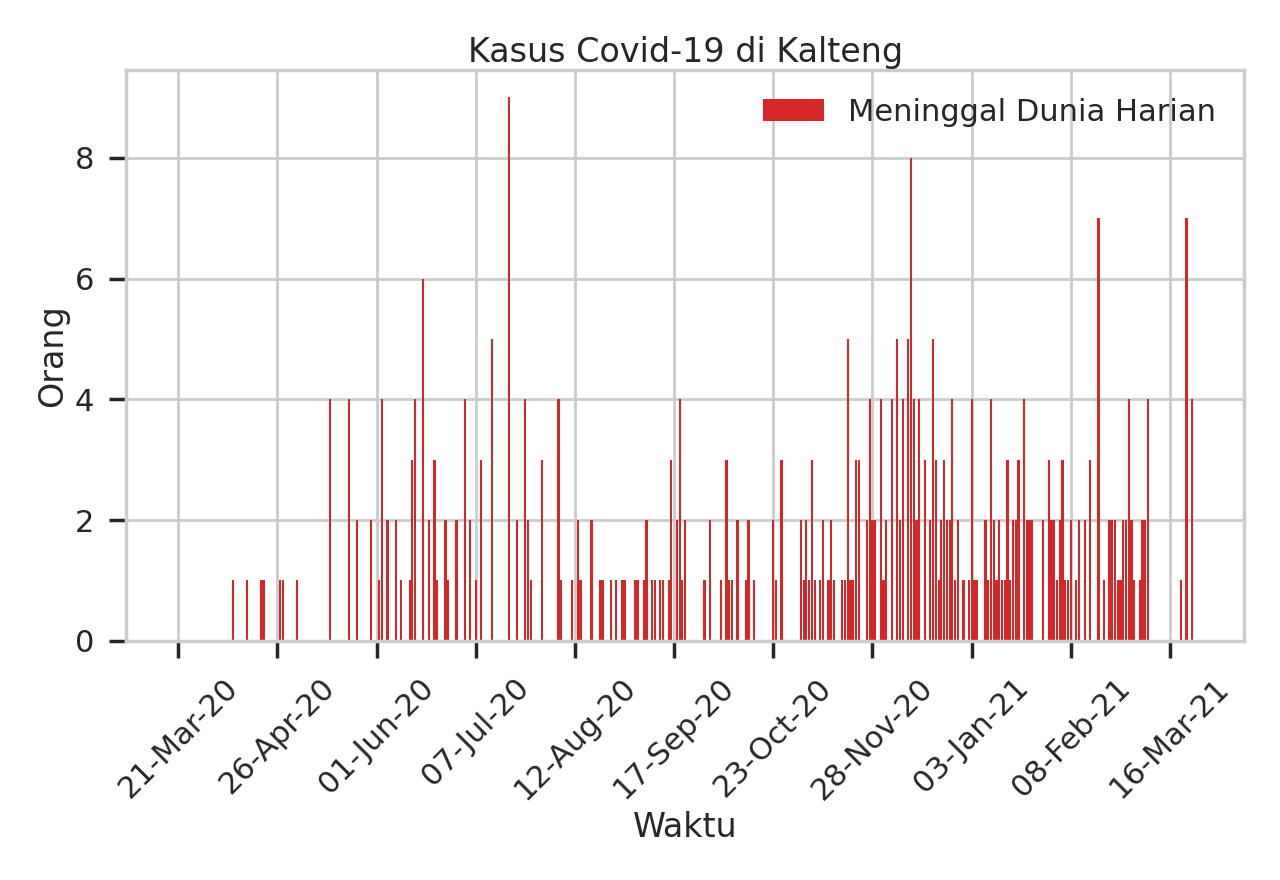 Kasus Covid-19 di Kalteng
Meninggal Dunia Harian
Orang
8
6
4
2
0
21-Mar-20
26-Apr-20
01-Jun-20
07-Jul-20
12-Aug-20
17-Sep-20
23-Oct-20
28-Nov-20
03-Jan-21
08-Feb-21
16-Mar-21
Waktu